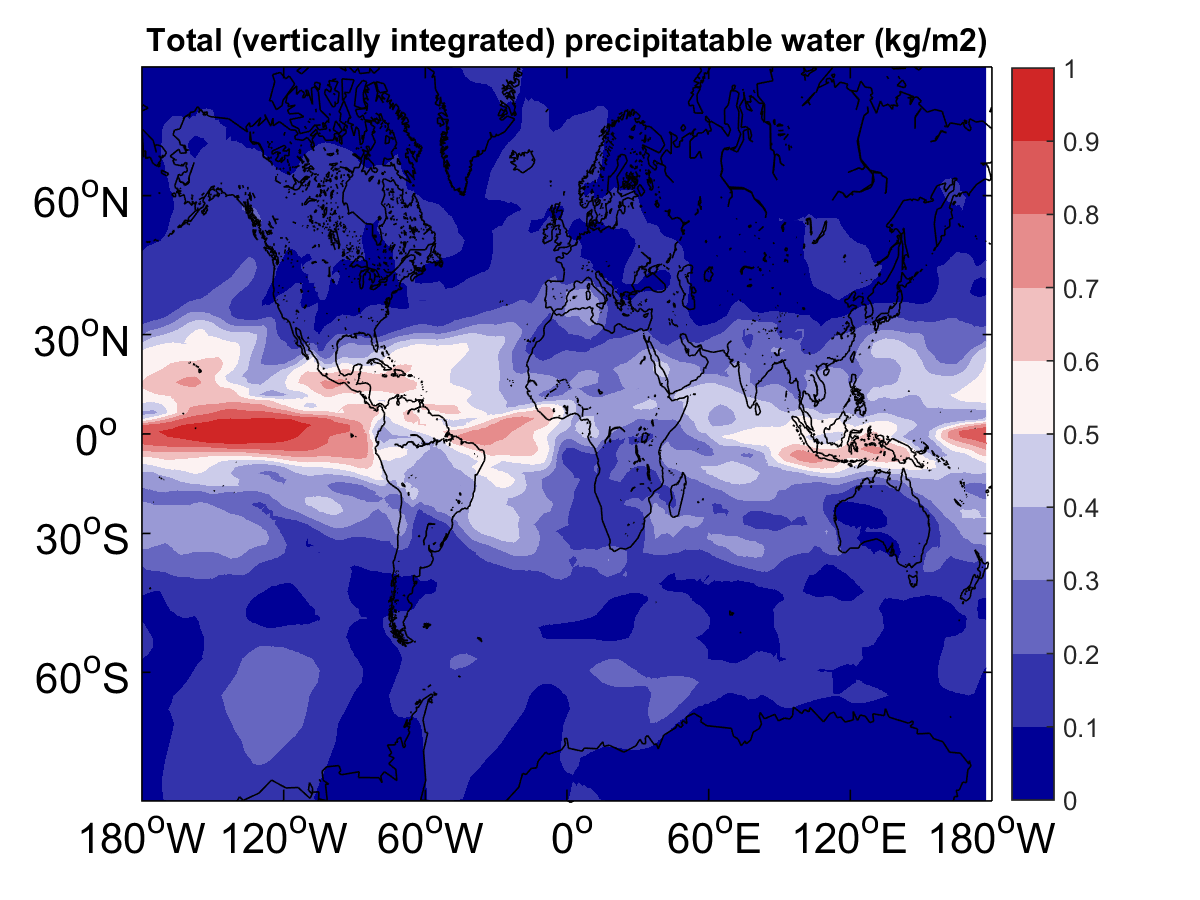 Total (vertically integrated) precipitatable water (kg/m2)
1
0.9
0.8
0.7
0.6
0.5
0.4
0.3
0.2
0.1
0
60°N
30°N
0°
30°S
60°S
180°W 120°W 60°W 0° 60°E 120°E 180°W